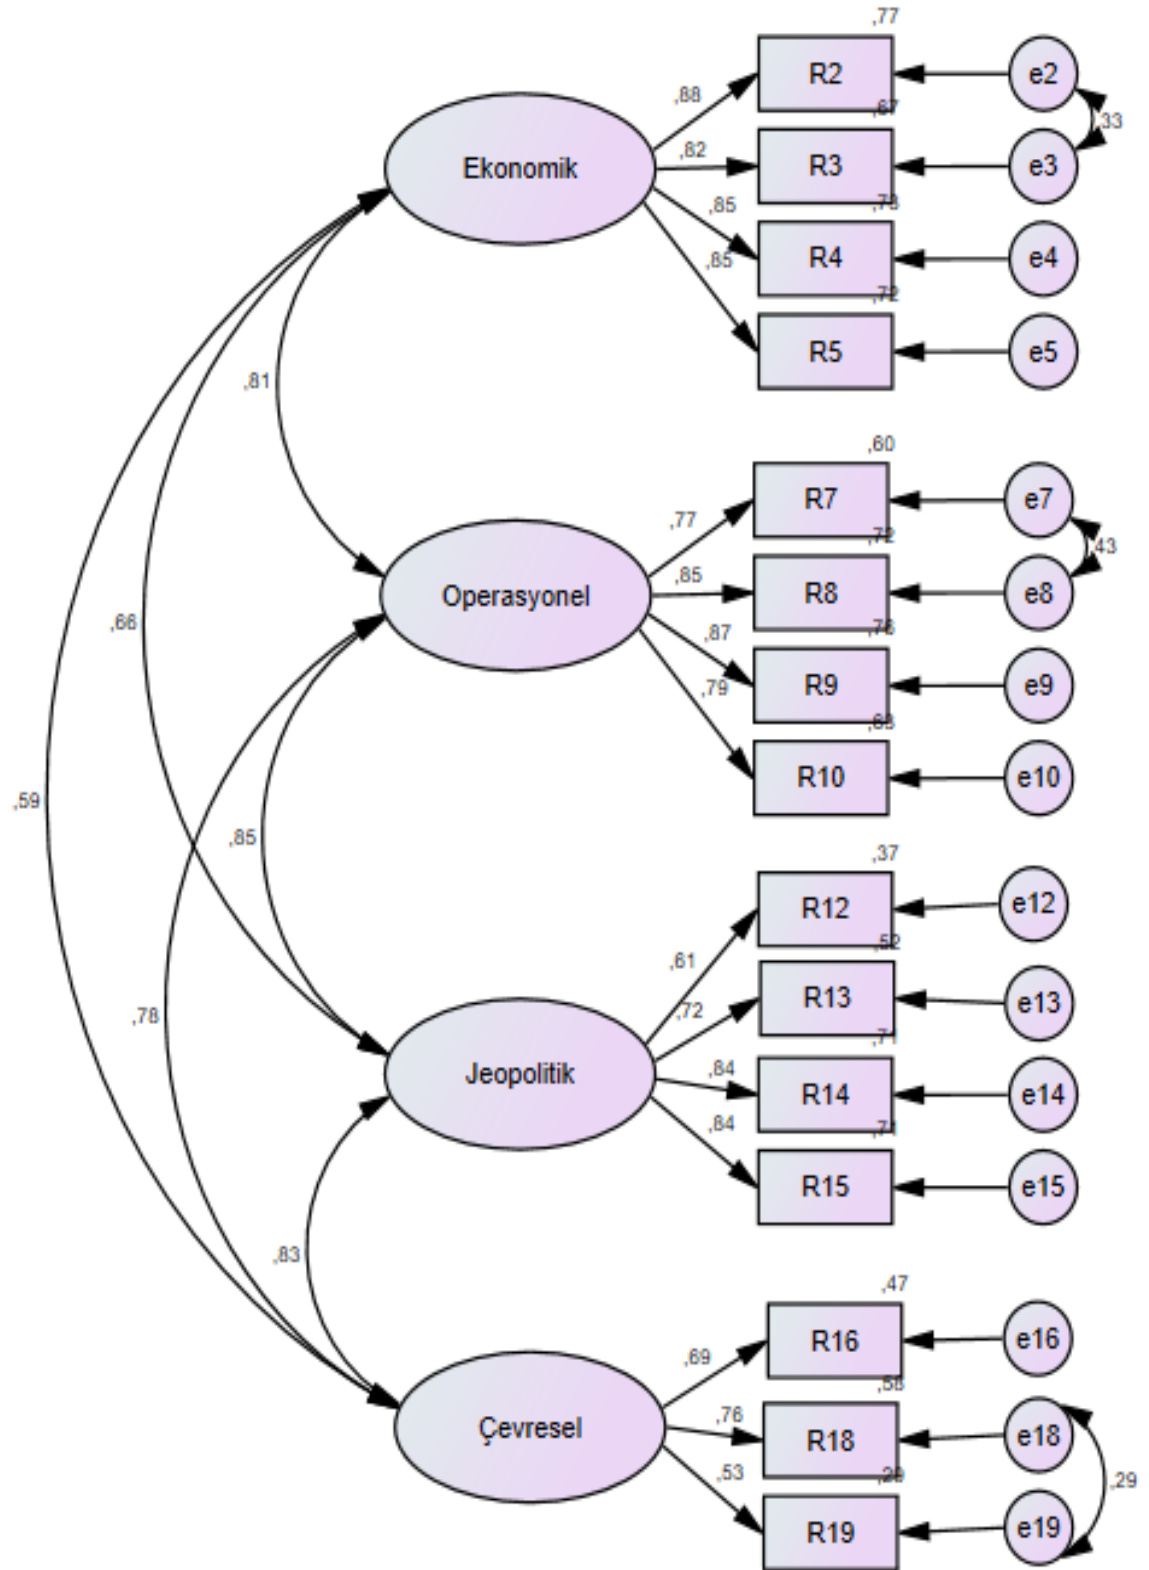 ,77
R2
e2
,88
,33
,67
Ekonomik
,82
R3
e3
,85
,73
R4
e4
,85
,72
R5
e5
,81
,60
R7
e7
,77
,43
,72
Operasyonel
,85
R8
e8
,87
,76
R9
e9
,79
,63
R10
e10
,66
,59
,85
,37
R12
e12
,61
,52
,72
R13
e13
,78
,71
Jeopolitik
,84
R14
e14
,84
,71
R15
e15
,83
,47
R16
e16
,69
,58
Çevresel
,76
R18
e18
,53
,29
,29
R19
e19